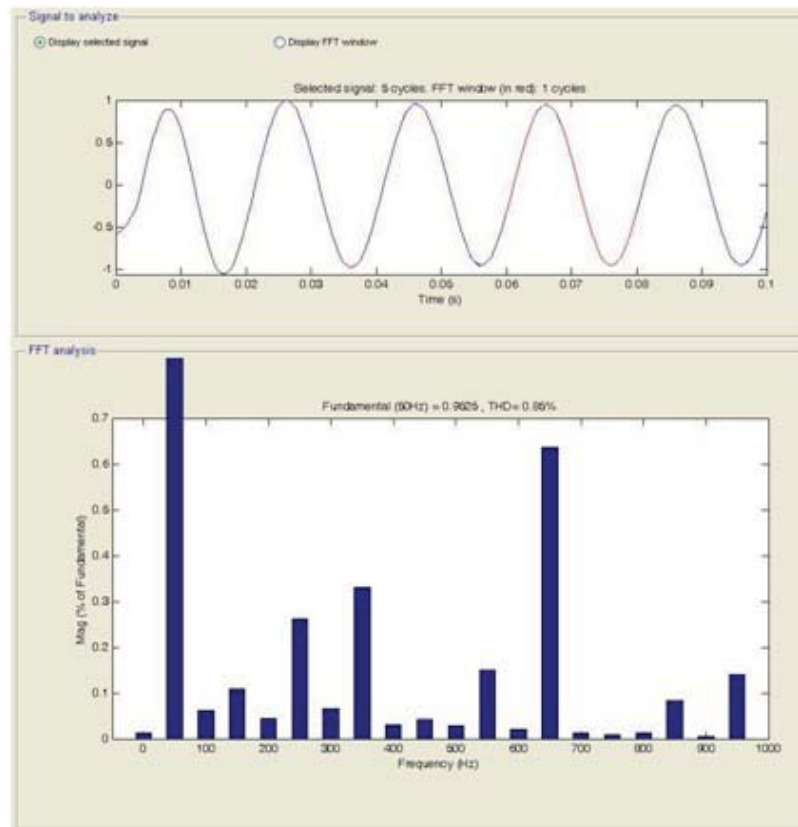 Signal to analyze
Display selected signal
Display FFT window
Selected signal: 5 cycles. FFT window (in red): 1 cycles
1
0.5
0
-0.5
-1
0 0.01 0.02 0.03 0.04 0.05 0.06 0.07 0.08 0.09 0.1
Time (s)
FFT analysis
Fundamental (50Hz) = 0.9625 , THD= 0.85%
0.7
0.6
0.5
0.4
0.3
0.2
0.1
0
Mag (% of Fundamental)
0 100 200 300 400 500 600 700 800 900 1000
Frequency (Hz)